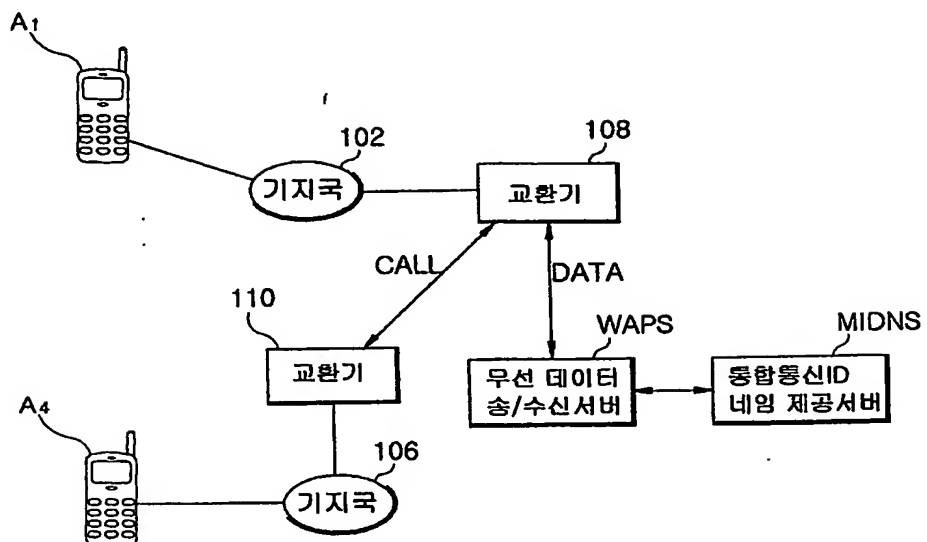 A1
102
기지국
108
교환기
CALL
DATA
110
교환기
WAPS
무선 데이터
송/수신서버
MIDNS
통합통신ID
네임 제공서버
A4
106
기지국